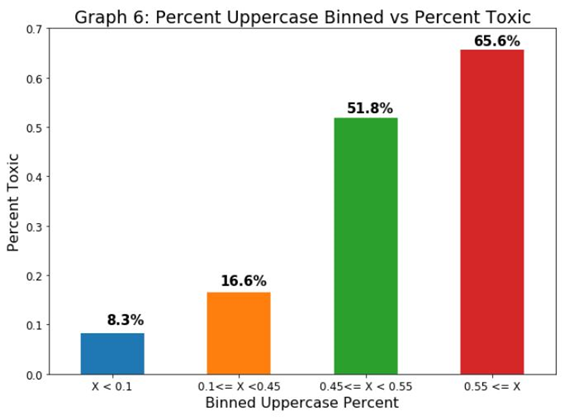 Graph 6: Percent Uppercase Binned vs Percent Toxic
0.7
0.6
0.5
0.4
0.3
0.2
0.1
0.0
Percent Toxic
8.3%
16.6%
51.8%
65.6%
X < 0.1
0.1<= X <0.45
0.45<= X < 0.55
0.55 <= X
Binned Uppercase Percent